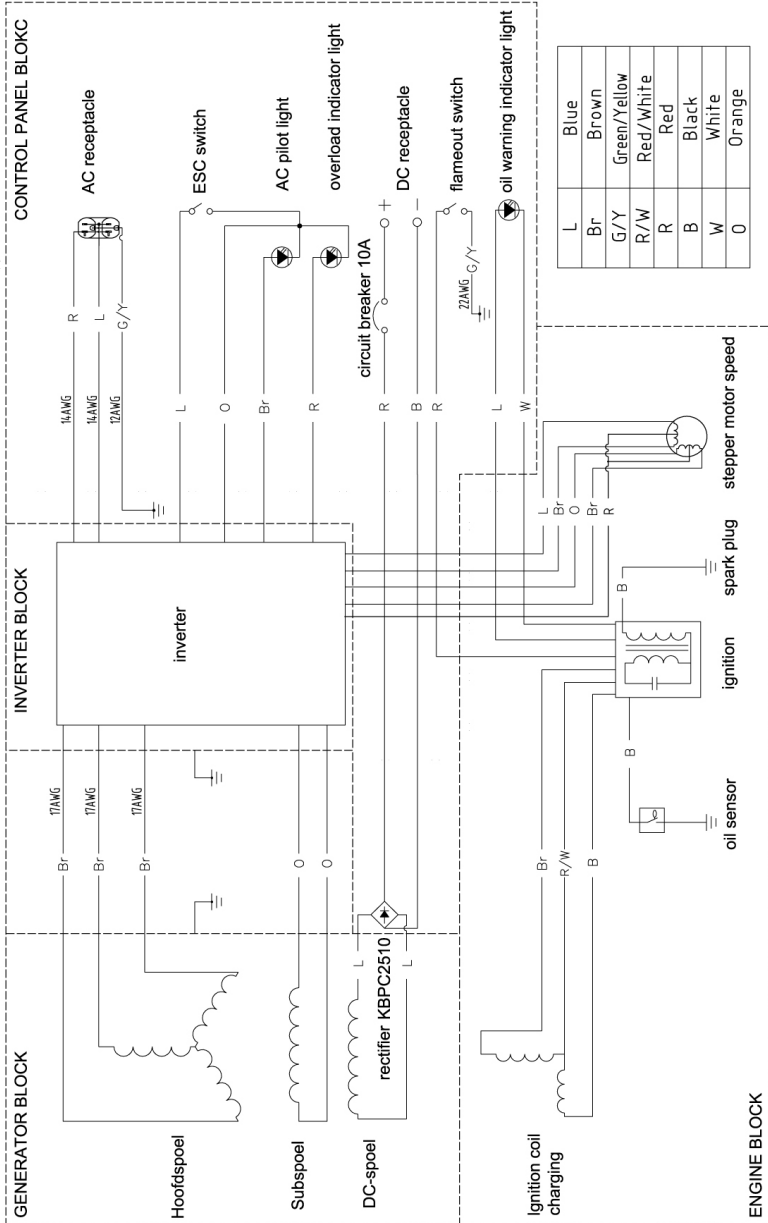 CONTROL PANEL BLOKC
AC receptacle
R
L
G/Y
14AWG
14AWG
12AWG
ESC switch
AC pilot light
overload indicator light
L
O
Br
R
circuit breaker 10A
+
DC receptacle
−
R
B
flameout switch
R
22AWG
G/Y
oil warning indicator light
L
W
L
Blue
Br
Brown
G/Y
Green/Yellow
R/W
Red/White
R
Red
B
Black
W
White
O
Orange
INVERTER BLOCK
inverter
17AWG
17AWG
17AWG
GENERATOR BLOCK
Br
Br
Br
Hoofdspoel
O
O
Subspoel
L
L
DC-spoel
rectifier KBPC2510
ENGINE BLOCK
Ignition coil
charging
Br
R/W
B
B
oil sensor
ignition
B
spark plug
L
Br
O
Br
R
stepper motor speed